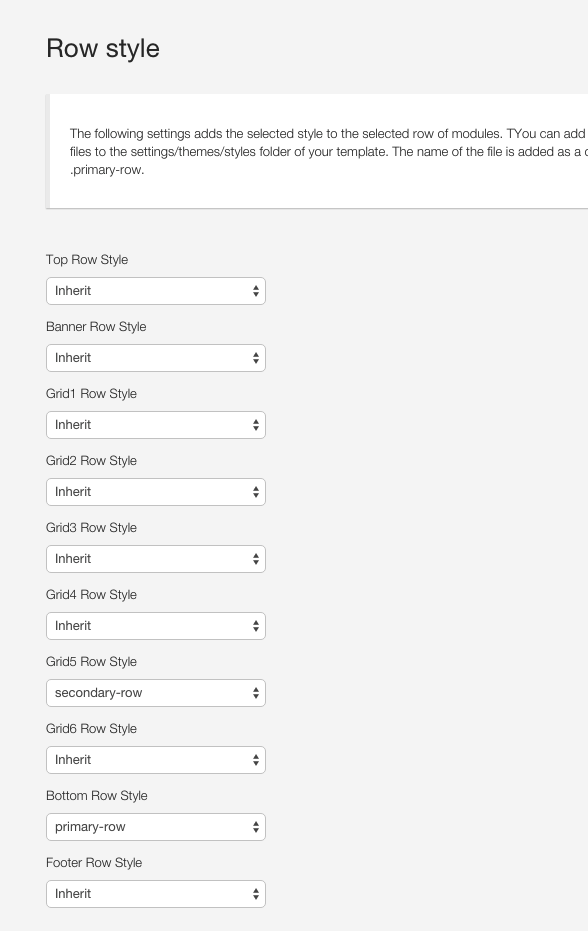 Row style
The following settings adds the selected style to the selected row of modules. TYou can add
files to the settings/themes/styles folder of your template. The name of the file is added as a
.primary-row.
Top Row Style
Inherit
Banner Row Style
Inherit
Grid1 Row Style
Inherit
Grid2 Row Style
Inherit
Grid3 Row Style
Inherit
Grid4 Row Style
Inherit
Grid5 Row Style
secondary-row
Grid6 Row Style
Inherit
Bottom Row Style
primary-row
Footer Row Style
Inherit